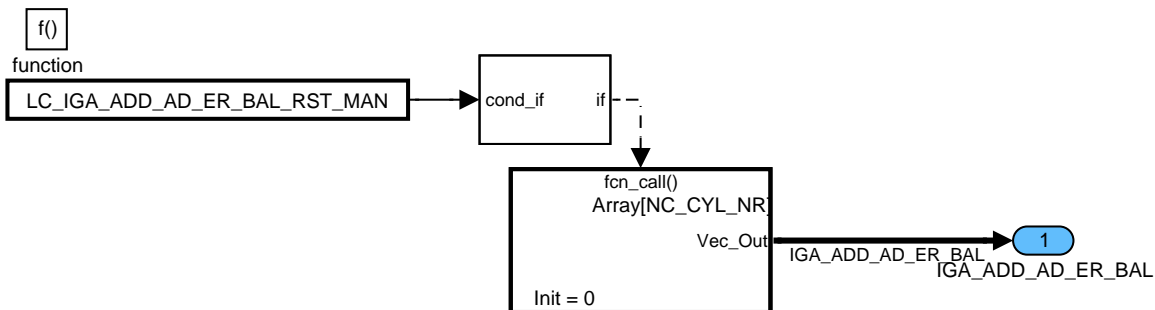 f()
function
LC_IGA_ADD_AD_ER_BAL_RST_MAN
cond_if
if
fcn_call()
Array[NC_CYL_NR]
Vec_Out
IGA_ADD_AD_ER_BAL
1
IGA_ADD_AD_ER_BAL
Init = 0